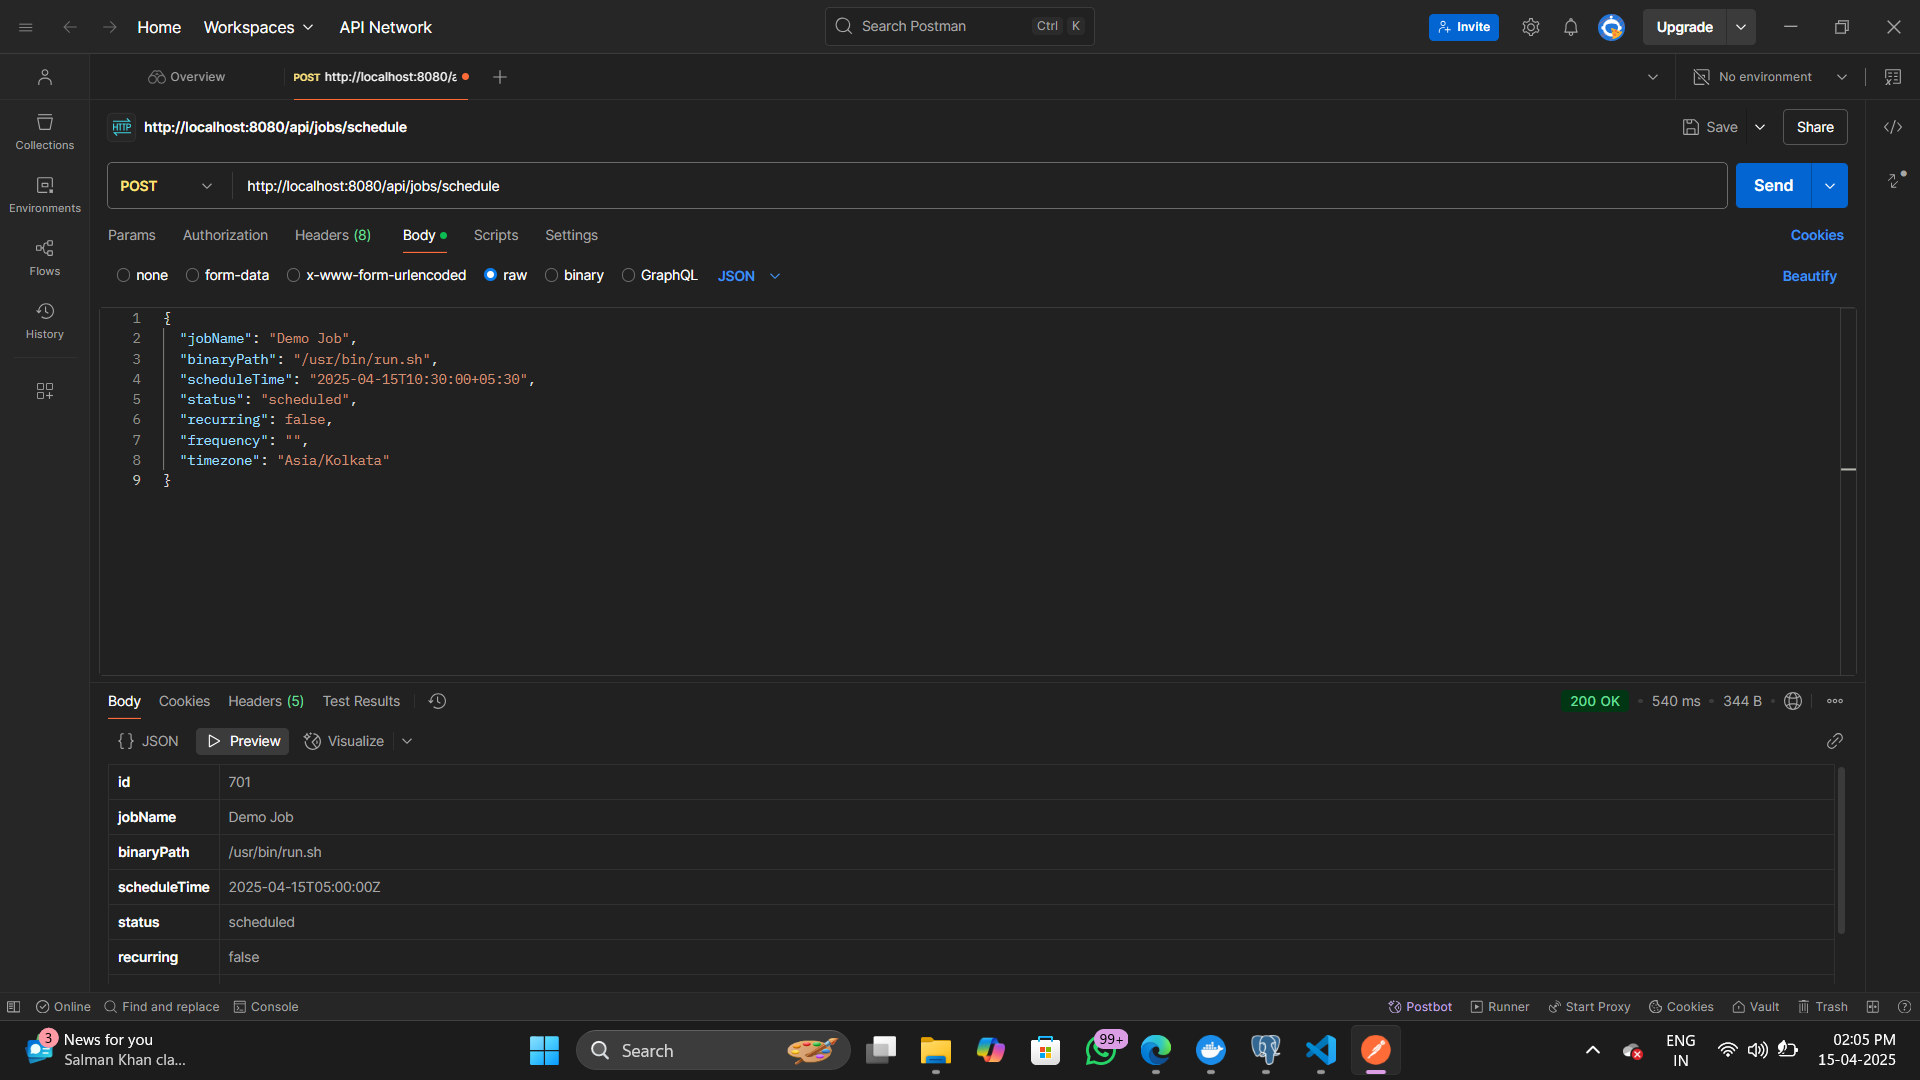 Home Workspaces API Network Search Postman Ctrl K Invite Upgrade
Overview POST http://localhost:8080/a No environment
HTTP http://localhost:8080/api/jobs/schedule Save Share
POST http://localhost:8080/api/jobs/schedule Send
Params Authorization Headers (8) Body Scripts Settings Cookies
none form-data x-www-form-urlencoded raw binary GraphQL JSON Beautify
Collections
Environments
Flows
History
1 {
2 "jobName": "Demo Job",
3 "binaryPath": "/usr/bin/run.sh",
4 "scheduleTime": "2025-04-15T10:30:00+05:30",
5 "status": "scheduled",
6 "recurring": false,
7 "frequency": "",
8 "timezone": "Asia/Kolkata"
9 }
Body Cookies Headers (5) Test Results 200 OK 540 ms 344 B
{} JSON Preview Visualize
id 701
jobName Demo Job
binaryPath /usr/bin/run.sh
scheduleTime 2025-04-15T05:00:00Z
status scheduled
recurring false
Online Find and replace Console Postbot Runner Start Proxy Cookies Vault Trash
3 News for you
Salman Khan cla...
Search
99+
ENG
IN
02:05 PM
15-04-2025